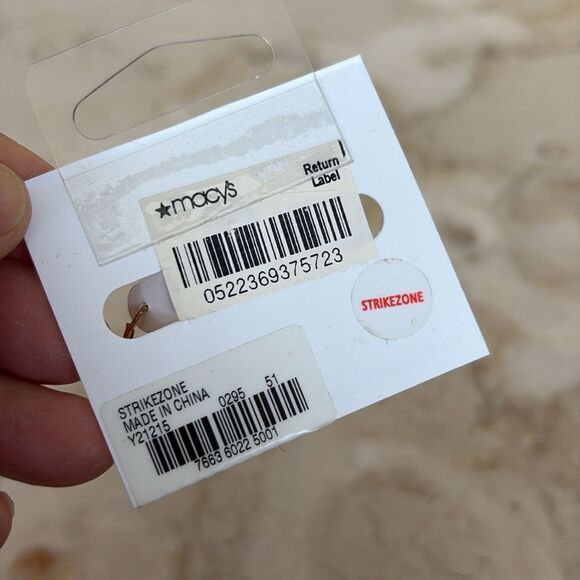 ★macy's
Return
Label
0522369375723
STRIKEZONE
STRIKEZONE
MADE IN CHINA
Y21215 0295 51
7663 6022 5001